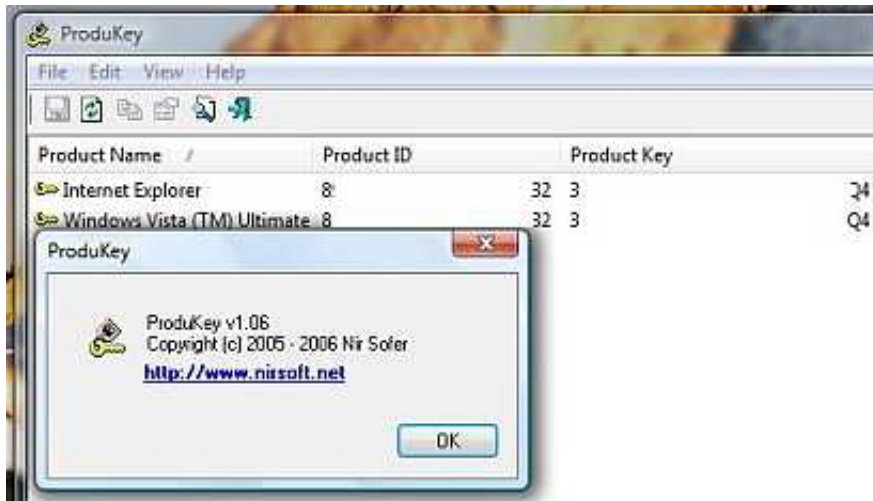 ProduKey
File Edit View Help
Product Name / Product ID Product Key
Internet Explorer 8 32 3 Q4
Windows Vista (TM) Ultimate 8 32 3 Q4
ProduKey
ProduKey v1.06
Copyright (c) 2005 - 2006 Nir Sofer
http://www.nirsoft.net
OK